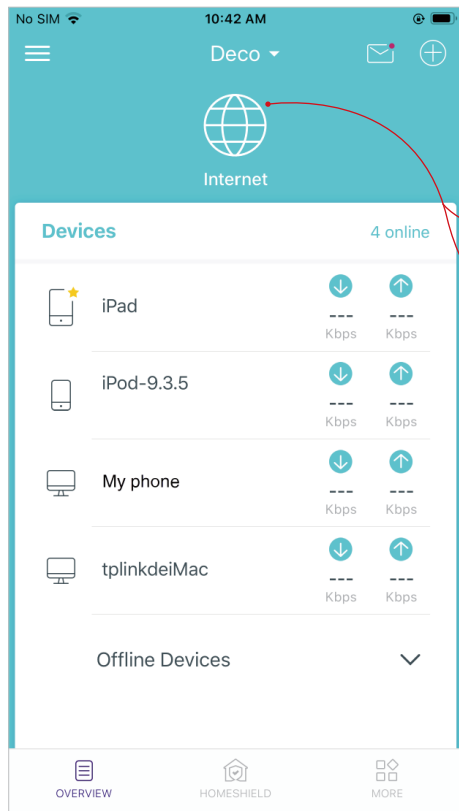 No SIM 10:42 AM
Deco
Internet
Devices 4 online
iPad
--- ---
Kbps Kbps
iPod-9.3.5
--- ---
Kbps Kbps
My phone
--- ---
Kbps Kbps
tplinkdeiMac
--- ---
Kbps Kbps
Offline Devices
OVERVIEW HOMESHIELD MORE